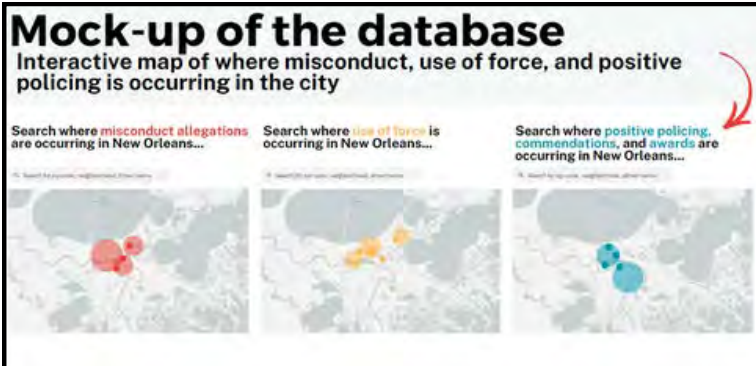 Mock-up of the database
Interactive map of where misconduct, use of force, and positive
policing is occurring in the city
Search where misconduct allegations
are occurring in New Orleans...
Search where use of force is
occurring in New Orleans...
Search where positive policing,
commendations, and awards are
occurring in New Orleans...